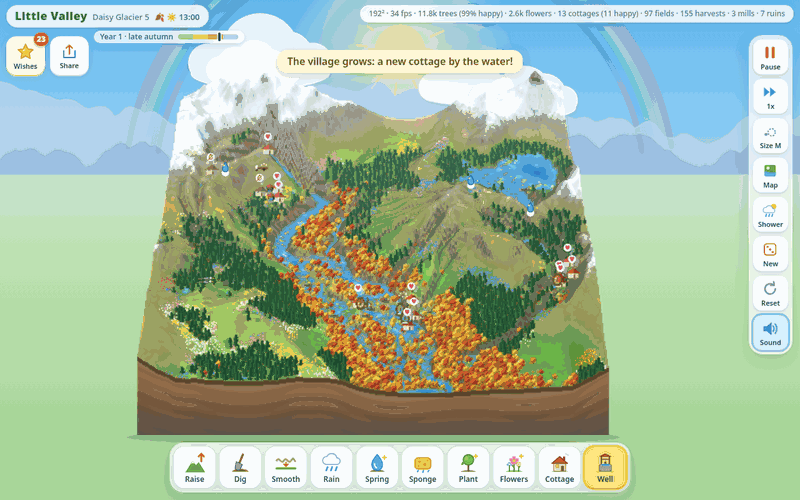 Little Valley Daisy Glacier 5 13:00
192² · 34 fps · 11.8k trees (99% happy) · 2.6k flowers · 13 cottages (11 happy) · 97 fields · 155 harvests · 3 mills · 7 ruins
Year 1 · late autumn
23
Wishes
Share
The village grows: a new cottage by the water!
Pause
1x
Size M
Map
Shower
New
Reset
Sound
Raise
Dig
Smooth
Rain
Spring
Sponge
Plant
Flowers
Cottage
Well